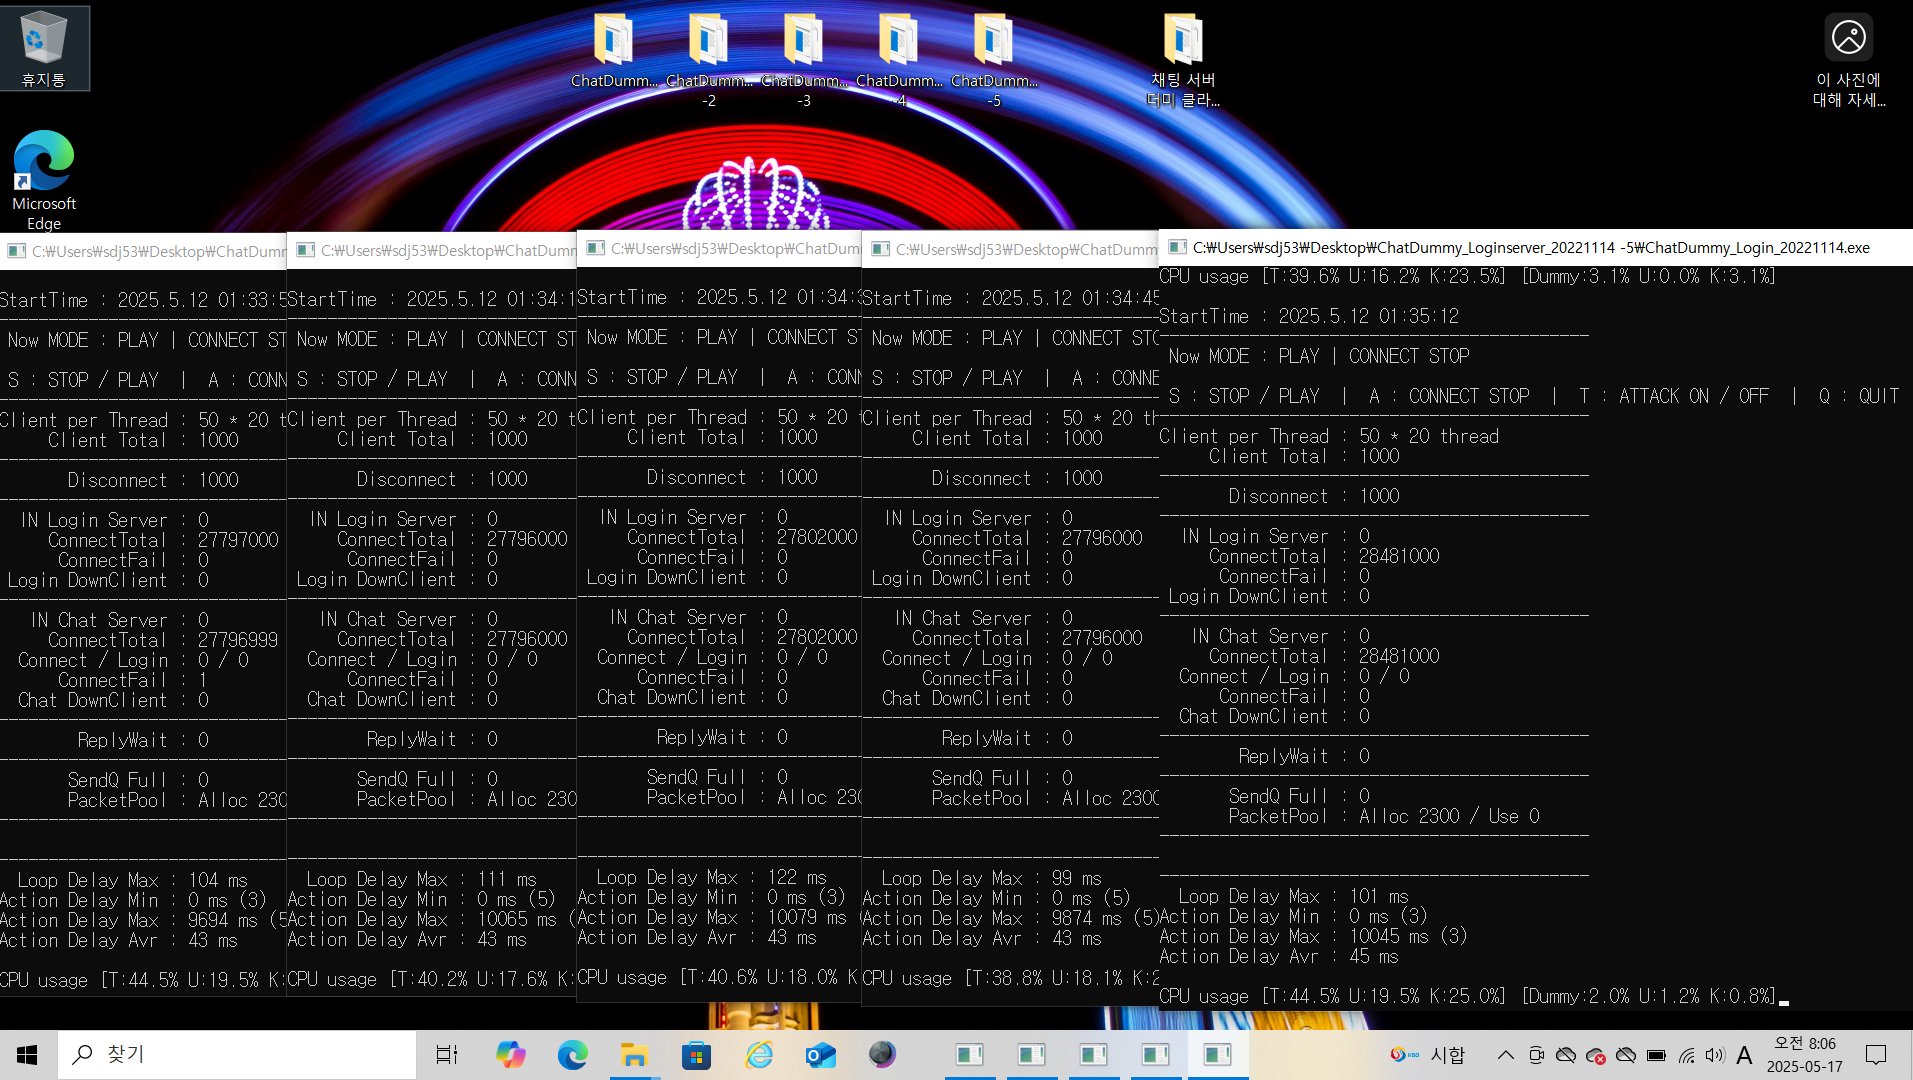 휴지통
Microsoft
Edge
ChatDumm...
ChatDumm...
-2
ChatDumm...
-3
ChatDumm...
-4
ChatDumm...
-5
채팅 서버
더미 클라...
이 사진에
대해 자세...
C:₩Users₩sdj53₩Desktop₩ChatDumm
StartTime : 2025.5.12 01:33:5
Now MODE : PLAY | CONNECT ST
S : STOP / PLAY | A : CONN
Client per Thread : 50 * 20 t
Client Total : 1000
Disconnect : 1000
IN Login Server : 0
ConnectTotal : 27797000
ConnectFail : 0
Login DownClient : 0
IN Chat Server : 0
ConnectTotal : 27796999
Connect / Login : 0 / 0
ConnectFail : 1
Chat DownClient : 0
ReplyWait : 0
SendQ Full : 0
PacketPool : Alloc 230
Loop Delay Max : 104 ms
Action Delay Min : 0 ms (3)
Action Delay Max : 9694 ms (5
Action Delay Avr : 43 ms
CPU usage [T:44.5% U:19.5% K:
C:₩Users₩sdj53₩Desktop₩ChatDumm
StartTime : 2025.5.12 01:34:1
Now MODE : PLAY | CONNECT ST
S : STOP / PLAY | A : CONN
Client per Thread : 50 * 20 t
Client Total : 1000
Disconnect : 1000
IN Login Server : 0
ConnectTotal : 27796000
ConnectFail : 0
Login DownClient : 0
IN Chat Server : 0
ConnectTotal : 27796000
Connect / Login : 0 / 0
ConnectFail : 0
Chat DownClient : 0
ReplyWait : 0
SendQ Full : 0
PacketPool : Alloc 230
Loop Delay Max : 111 ms
Action Delay Min : 0 ms (5)
Action Delay Max : 10065 ms (
Action Delay Avr : 43 ms
CPU usage [T:40.2% U:17.6% K:
C:₩Users₩sdj53₩Desktop₩ChatDum
StartTime : 2025.5.12 01:34:3
Now MODE : PLAY | CONNECT S
S : STOP / PLAY | A : CON
Client per Thread : 50 * 20
Client Total : 1000
Disconnect : 1000
IN Login Server : 0
ConnectTotal : 27802000
ConnectFail : 0
Login DownClient : 0
IN Chat Server : 0
ConnectTotal : 27802000
Connect / Login : 0 / 0
ConnectFail : 0
Chat DownClient : 0
ReplyWait : 0
SendQ Full : 0
PacketPool : Alloc 230
Loop Delay Max : 122 ms
Action Delay Min : 0 ms (3)
Action Delay Max : 10079 ms
Action Delay Avr : 43 ms
CPU usage [T:40.6% U:18.0% K
C:₩Users₩sdj53₩Desktop₩ChatDumm
StartTime : 2025.5.12 01:34:45
Now MODE : PLAY | CONNECT STO
S : STOP / PLAY | A : CONNE
Client per Thread : 50 * 20 th
Client Total : 1000
Disconnect : 1000
IN Login Server : 0
ConnectTotal : 27796000
ConnectFail : 0
Login DownClient : 0
IN Chat Server : 0
ConnectTotal : 27796000
Connect / Login : 0 / 0
ConnectFail : 0
Chat DownClient : 0
ReplyWait : 0
SendQ Full : 0
PacketPool : Alloc 2300
Loop Delay Max : 99 ms
Action Delay Min : 0 ms (5)
Action Delay Max : 9874 ms (5)
Action Delay Avr : 43 ms
CPU usage [T:38.8% U:18.1% K:2
C:₩Users₩sdj53₩Desktop₩ChatDummy_Loginserver_20221114 -5₩ChatDummy_Login_20221114.exe
CPU usage [T:39.6% U:16.2% K:23.5%] [Dummy:3.1% U:0.0% K:3.1%]
StartTime : 2025.5.12 01:35:12
Now MODE : PLAY | CONNECT STOP
S : STOP / PLAY | A : CONNECT STOP | T : ATTACK ON / OFF | Q : QUIT
Client per Thread : 50 * 20 thread
Client Total : 1000
Disconnect : 1000
IN Login Server : 0
ConnectTotal : 28481000
ConnectFail : 0
Login DownClient : 0
IN Chat Server : 0
ConnectTotal : 28481000
Connect / Login : 0 / 0
ConnectFail : 0
Chat DownClient : 0
ReplyWait : 0
SendQ Full : 0
PacketPool : Alloc 2300 / Use 0
Loop Delay Max : 101 ms
Action Delay Min : 0 ms (3)
Action Delay Max : 10045 ms (3)
Action Delay Avr : 45 ms
CPU usage [T:44.5% U:19.5% K:25.0%] [Dummy:2.0% U:1.2% K:0.8%]
찾기
KBO 시합
A
오전 8:06
2025-05-17